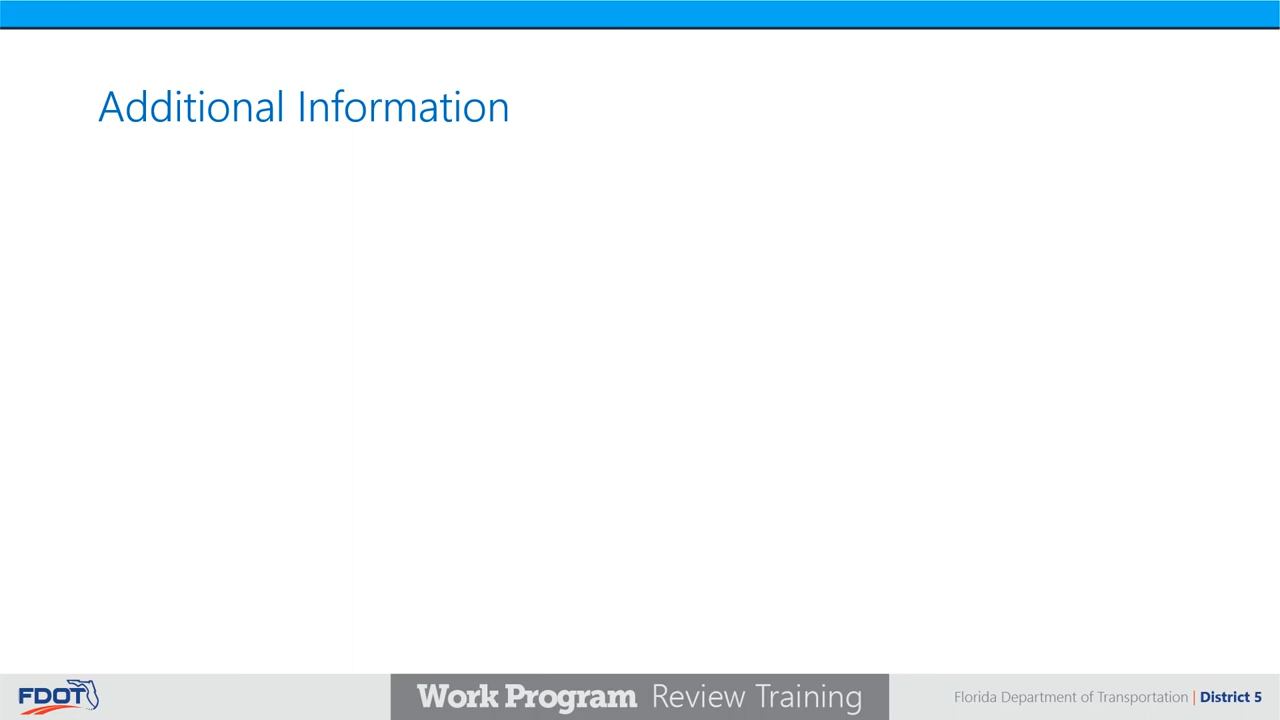 Additional Information
FDOT
Work Program Review Training
Florida Department of Transportation | District 5